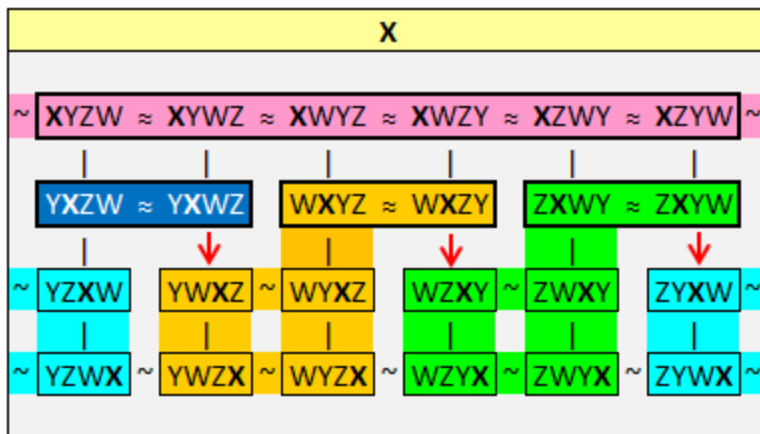 X
~ XYZW ≈ XYWZ ≈ XWYZ ≈ XWZY ≈ XZWY ≈ XZYW ~
| | | | | |
YXZW ≈ YXWZ WXYZ ≈ WXZY ZXWY ≈ ZXYW
| ↓ | ↓ | ↓
~ YZXW YWXZ ~ WYXZ WZXY ~ ZWXY ZYXW ~
| | | | | |
~ YZWX ~ YWZX ~ WYZX ~ WZYX ~ ZWYX ~ ZYWX ~